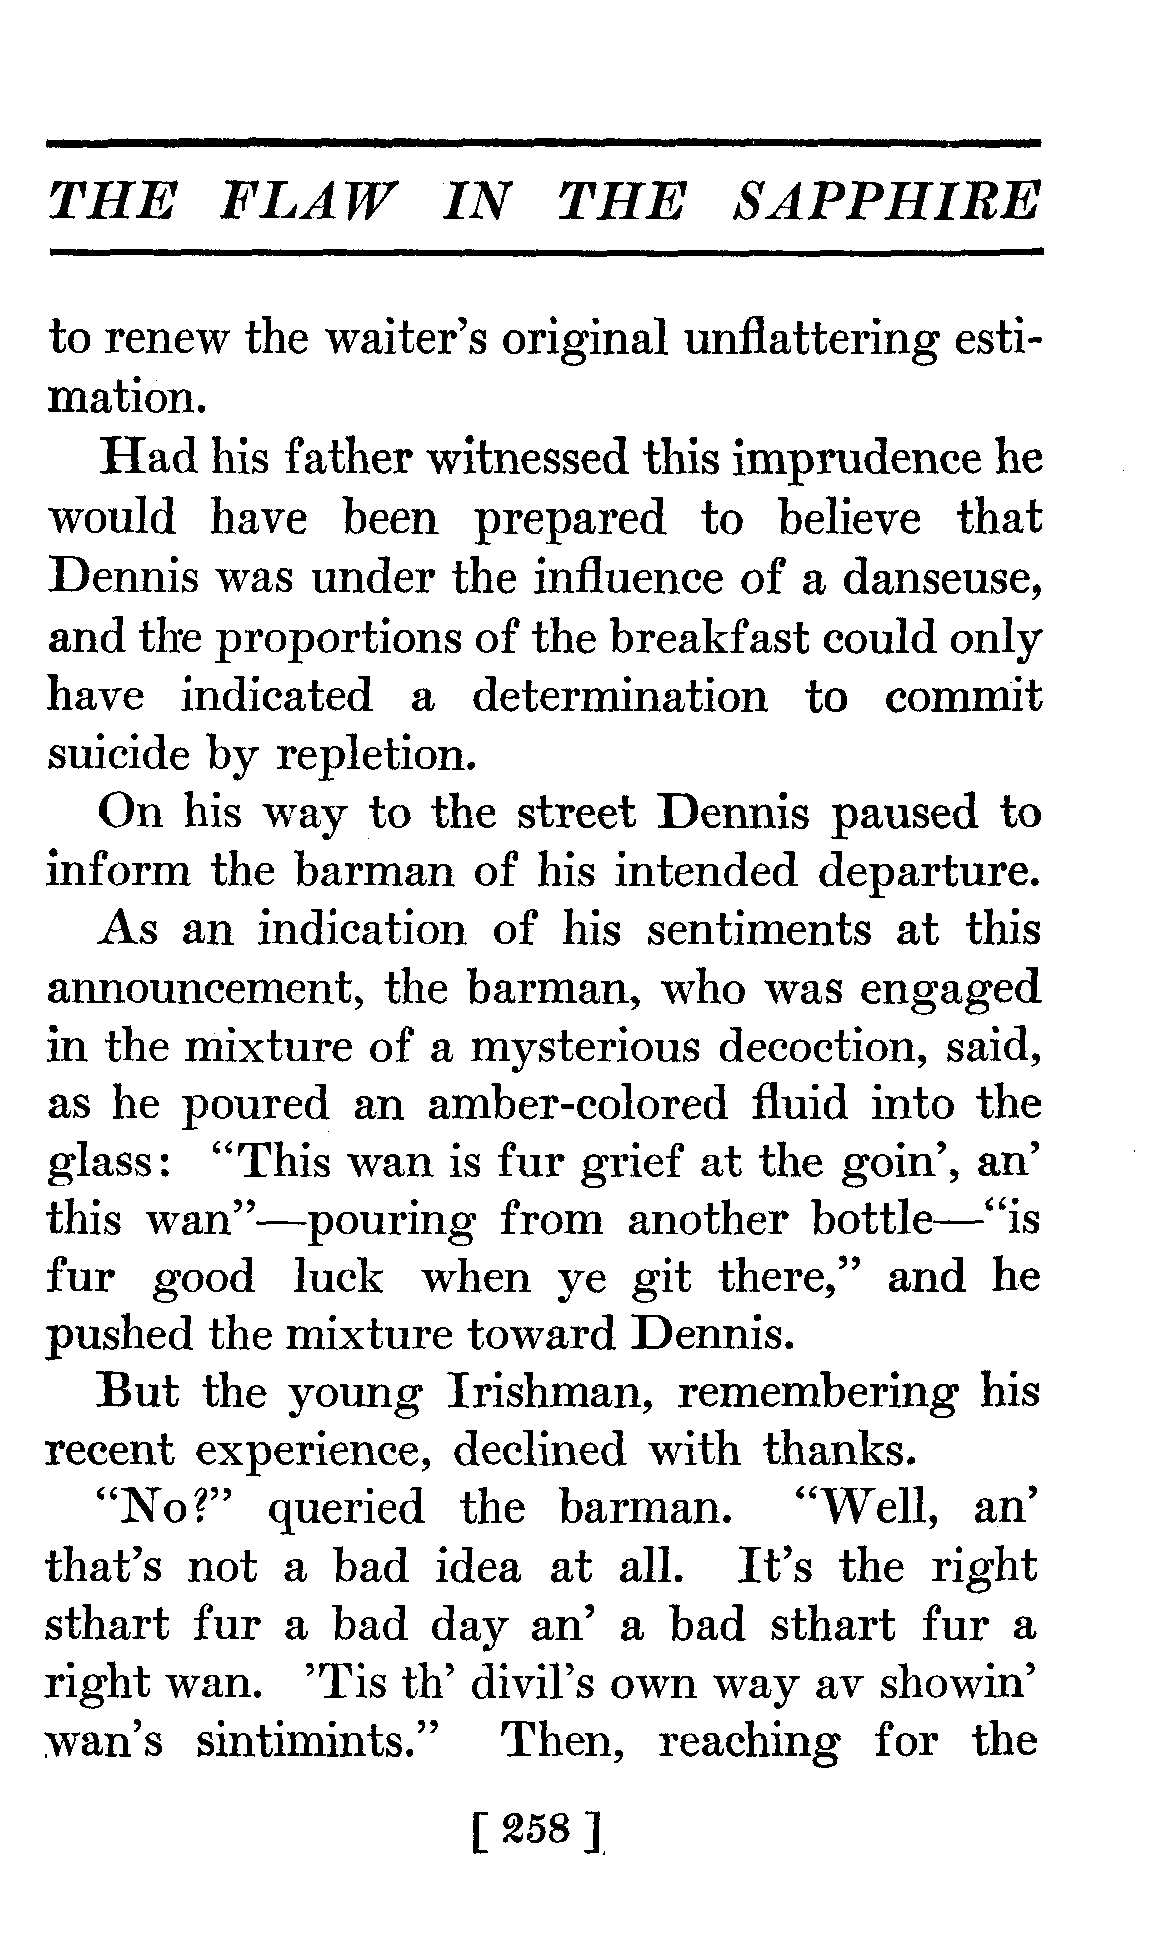 THE FLAW IN THE SAPPHIRE
to renew the waiter's original unflattering esti-
mation.
Had his father witnessed this imprudence he
would have been prepared to believe that
Dennis was under the influence of a danseuse,
and the proportions of the breakfast could only
have indicated a determination to commit
suicide by repletion.
On his way to the street Dennis paused to
inform the barman of his intended departure.
As an indication of his sentiments at this
announcement, the barman, who was engaged
in the mixture of a mysterious decoction, said,
as he poured an amber-colored fluid into the
glass: "This wan is fur grief at the goin', an'
this wan"—pouring from another bottle—"is
fur good luck when ye git there," and he
pushed the mixture toward Dennis.
But the young Irishman, remembering his
recent experience, declined with thanks.
"No?" queried the barman. "Well, an'
that's not a bad idea at all. It's the right
sthart fur a bad day an' a bad sthart fur a
right wan. 'Tis th' divil's own way av showin'
wan's sintimints." Then, reaching for the
[ 258 ]